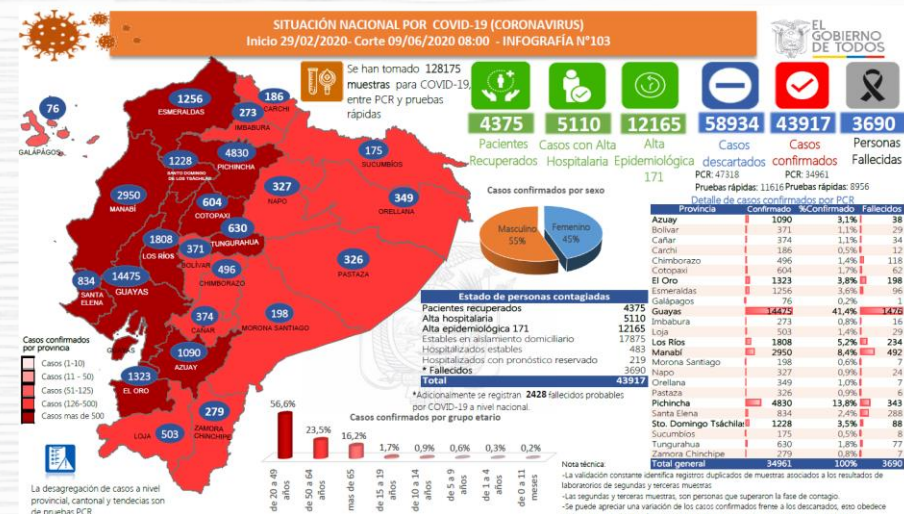 SITUACIÓN NACIONAL POR COVID-19 (CORONAVIRUS)
Inicio 29/02/2020- Corte 09/06/2020 08:00 - INFOGRAFÍA N°103
EL
GOBIERNO
DE TODOS
Se han tomado 128175
muestras para COVID-19,
entre PCR y pruebas
rápidas
4375
Pacientes
Recuperados
5110
Casos con Alta
Hospitalaria
12165
Alta
Epidemiológica
171
58934
Casos
descartados
PCR: 47318
Pruebas rápidas: 11616
43917
Casos
confirmados
PCR: 34961
Pruebas rápidas: 8956
3690
Personas
Fallecidas
76
GALÁPAGOS
1256
ESMERALDAS
186
CARCHI
273
IMBABURA
1228
SANTO DOMINGO
DE LOS TSÁCHILAS
4830
PICHINCHA
175
SUCUMBÍOS
2950
MANABÍ
604
COTOPAXI
327
NAPO
349
ORELLANA
630
TUNGURAHUA
1808
LOS RÍOS
371
BOLÍVAR
496
CHIMBORAZO
326
PASTAZA
834
SANTA
ELENA
14475
GUAYAS
374
CAÑAR
198
MORONA SANTIAGO
GUAYAS
1090
AZUAY
1323
EL ORO
503
LOJA
279
ZAMORA
CHINCHIPE
Casos confirmados
por provincia
Casos (1-10)
Casos (11 - 50)
Casos (51-125)
Casos (126-500)
Casos mas de 500
La desagregação de casos a nivel
provincial, cantonal y tendecias son
de pruebas PCR
Casos confirmados por sexo
Masculino
55%
Femenino
45%
Estado de personas contagiadas
Pacientes recuperados 4375
Alta hospitalaria 5110
Alta epidemiológica 171 12165
Estables en aislamiento domiciliario 17875
Hospitalizados estables 483
Hospitalizados con pronóstico reservado 219
* Fallecidos 3690
Total 43917
*Adicionalmente se registran 2428 fallecidos probables
por COVID-19 a nivel nacional.
Casos confirmados por grupo etario
56,6% 23,5% 16,2% 1,7% 0,9% 0,6% 0,3% 0,2%
de 20 a 49 años
de 50 a 64 años
mas de 65
de 15 a 19 años
de 10 a 14 años
de 5 a 9 años
de 1 a 4 años
de 0 a 11 meses
Detalle de casos confirmados por PCR
Provincia Confirmado %Confirmado Fallecidos
Azuay 1090 3,1% 38
Bolívar 371 1,1% 29
Cañar 374 1,1% 34
Carchi 186 0,5% 12
Chimborazo 496 1,4% 118
Cotopaxi 604 1,7% 62
El Oro 1323 3,8% 198
Esmeraldas 1256 3,6% 96
Galápagos 76 0,2% 1
Guayas 14475 41,4% 1476
Imbabura 273 0,8% 16
Loja 503 1,4% 29
Los Ríos 1808 5,2% 234
Manabí 2950 8,4% 492
Morona Santiago 198 0,6% 7
Napo 327 0,9% 24
Orellana 349 1,0% 7
Pastaza 326 0,9% 6
Pichincha 4830 13,8% 343
Santa Elena 834 2,4% 288
Sto. Domingo Tsáchilas 1228 3,5% 88
Sucumbíos 175 0,5% 8
Tungurahua 630 1,8% 77
Zamora Chinchipe 279 0,8% 7
Total general 34961 100% 3690
Nota técnica:
-La validación constante identifica registros duplicados de muestras asociados a los resultados de
laboratorios de segundas y terceras muestras
-Las segundas y terceras muestras, son personas que superaron la fase de contagio.
-Se puede apreciar una variación de los casos confirmados frente a los descartados, esto obedece